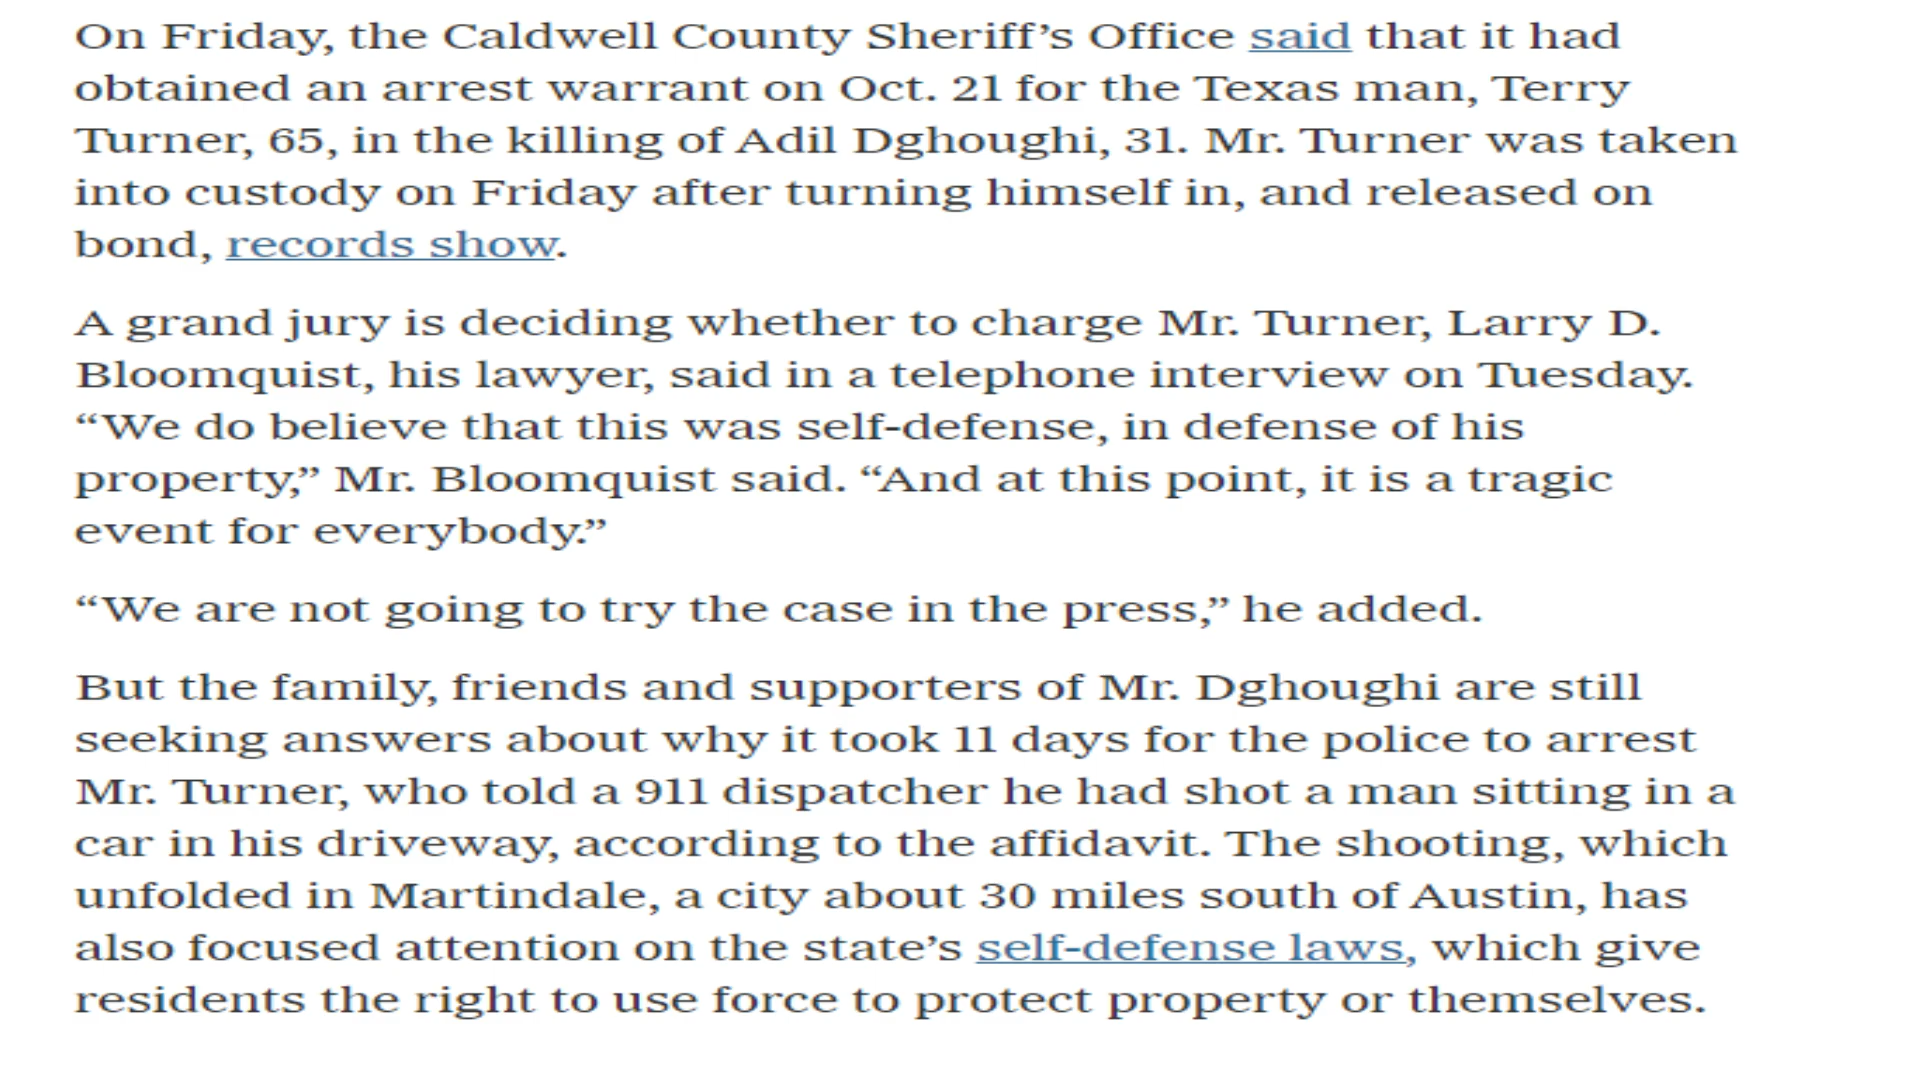 On Friday, the Caldwell County Sheriff’s Office said that it had
obtained an arrest warrant on Oct. 21 for the Texas man, Terry
Turner, 65, in the killing of Adil Dghoughi, 31. Mr. Turner was taken
into custody on Friday after turning himself in, and released on
bond, records show.
A grand jury is deciding whether to charge Mr. Turner, Larry D.
Bloomquist, his lawyer, said in a telephone interview on Tuesday.
“We do believe that this was self-defense, in defense of his
property,” Mr. Bloomquist said. “And at this point, it is a tragic
event for everybody.”
“We are not going to try the case in the press,” he added.
But the family, friends and supporters of Mr. Dghoughi are still
seeking answers about why it took 11 days for the police to arrest
Mr. Turner, who told a 911 dispatcher he had shot a man sitting in a
car in his driveway, according to the affidavit. The shooting, which
unfolded in Martindale, a city about 30 miles south of Austin, has
also focused attention on the state’s self-defense laws, which give
residents the right to use force to protect property or themselves.